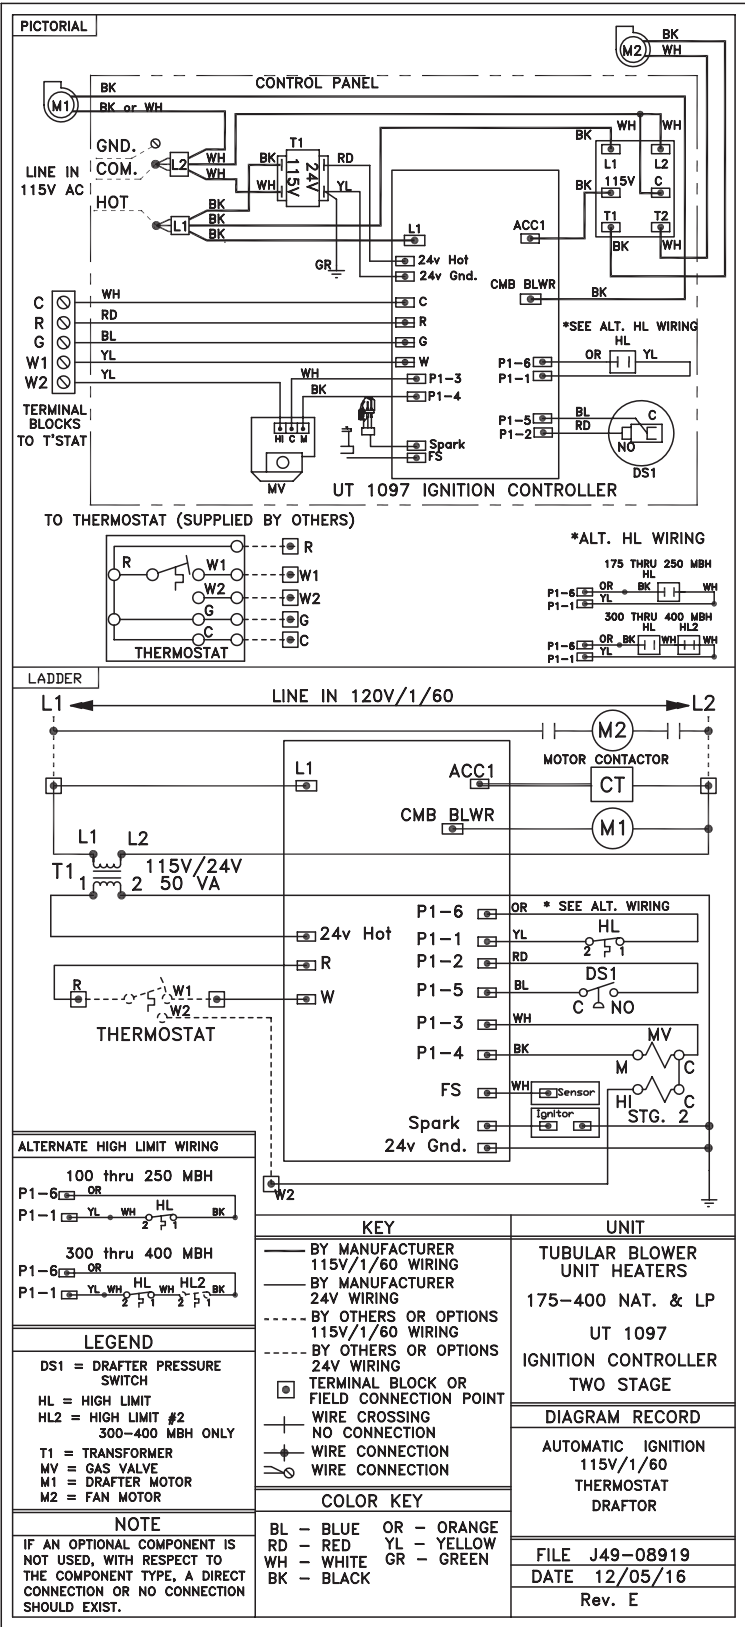 PICTORIAL
M2
BK
WH
CONTROL PANEL
M1
BK
BK or WH
GND.
COM.
LINE IN
115V AC
HOT
L2
WH
WH
L1
BK
BK
BK
T1
BK
WH
115V
24V
RD
YL
GR
BK
WH
WH
L1
L2
BK
115V
C
T1
T2
BK
WH
L1
24v Hot
24v Gnd.
ACC1
CMB BLWR
BK
C
R
G
W1
W2
WH
RD
BL
YL
YL
C
R
G
W
P1-3
P1-4
WH
BK
TERMINAL
BLOCKS
TO T'STAT
HI C M
MV
Spark
FS
*SEE ALT. HL WIRING
HL
OR
YL
P1-6
P1-1
P1-5
P1-2
BL
RD
C
NO
DS1
UT 1097 IGNITION CONTROLLER
TO THERMOSTAT (SUPPLIED BY OTHERS)
R
W1
W2
G
C
THERMOSTAT
R
W1
W2
G
C
*ALT. HL WIRING
175 THRU 250 MBH
HL
P1-6
OR
BK
WH
P1-1
YL
300 THRU 400 MBH
HL
HL2
P1-6
OR
BK
WH
WH
P1-1
YL
LADDER
L1
LINE IN 120V/1/60
L2
M2
MOTOR CONTACTOR
L1
ACC1
CT
CMB BLWR
M1
L1
L2
T1
115V/24V
1
2
50 VA
24v Hot
R
W
R
W1
W2
THERMOSTAT
P1-6
OR
* SEE ALT. WIRING
P1-1
YL
HL
2
1
P1-2
RD
DS1
P1-5
BL
C
NO
P1-3
WH
MV
P1-4
BK
M
C
FS
WH
Sensor
HI
C
STG. 2
Spark
Ignitor
24v Gnd.
W2
ALTERNATE HIGH LIMIT WIRING
100 thru 250 MBH
P1-6
OR
P1-1
YL
WH
HL
2
1
BK
300 thru 400 MBH
P1-6
OR
P1-1
YL
WH
HL
2
1
WH
HL2
2
1
BK
LEGEND
DS1 = DRAFTER PRESSURE
SWITCH
HL = HIGH LIMIT
HL2 = HIGH LIMIT #2
300-400 MBH ONLY
T1 = TRANSFORMER
MV = GAS VALVE
M1 = DRAFTER MOTOR
M2 = FAN MOTOR
NOTE
IF AN OPTIONAL COMPONENT IS
NOT USED, WITH RESPECT TO
THE COMPONENT TYPE, A DIRECT
CONNECTION OR NO CONNECTION
SHOULD EXIST.
KEY
BY MANUFACTURER
115V/1/60 WIRING
BY MANUFACTURER
24V WIRING
BY OTHERS OR OPTIONS
115V/1/60 WIRING
BY OTHERS OR OPTIONS
24V WIRING
TERMINAL BLOCK OR
FIELD CONNECTION POINT
WIRE CROSSING
NO CONNECTION
WIRE CONNECTION
WIRE CONNECTION
COLOR KEY
BL - BLUE
OR - ORANGE
RD - RED
YL - YELLOW
WH - WHITE
GR - GREEN
BK - BLACK
UNIT
TUBULAR BLOWER
UNIT HEATERS
175-400 NAT. & LP
UT 1097
IGNITION CONTROLLER
TWO STAGE
DIAGRAM RECORD
AUTOMATIC IGNITION
115V/1/60
THERMOSTAT
DRAFTOR
FILE J49-08919
DATE 12/05/16
Rev. E